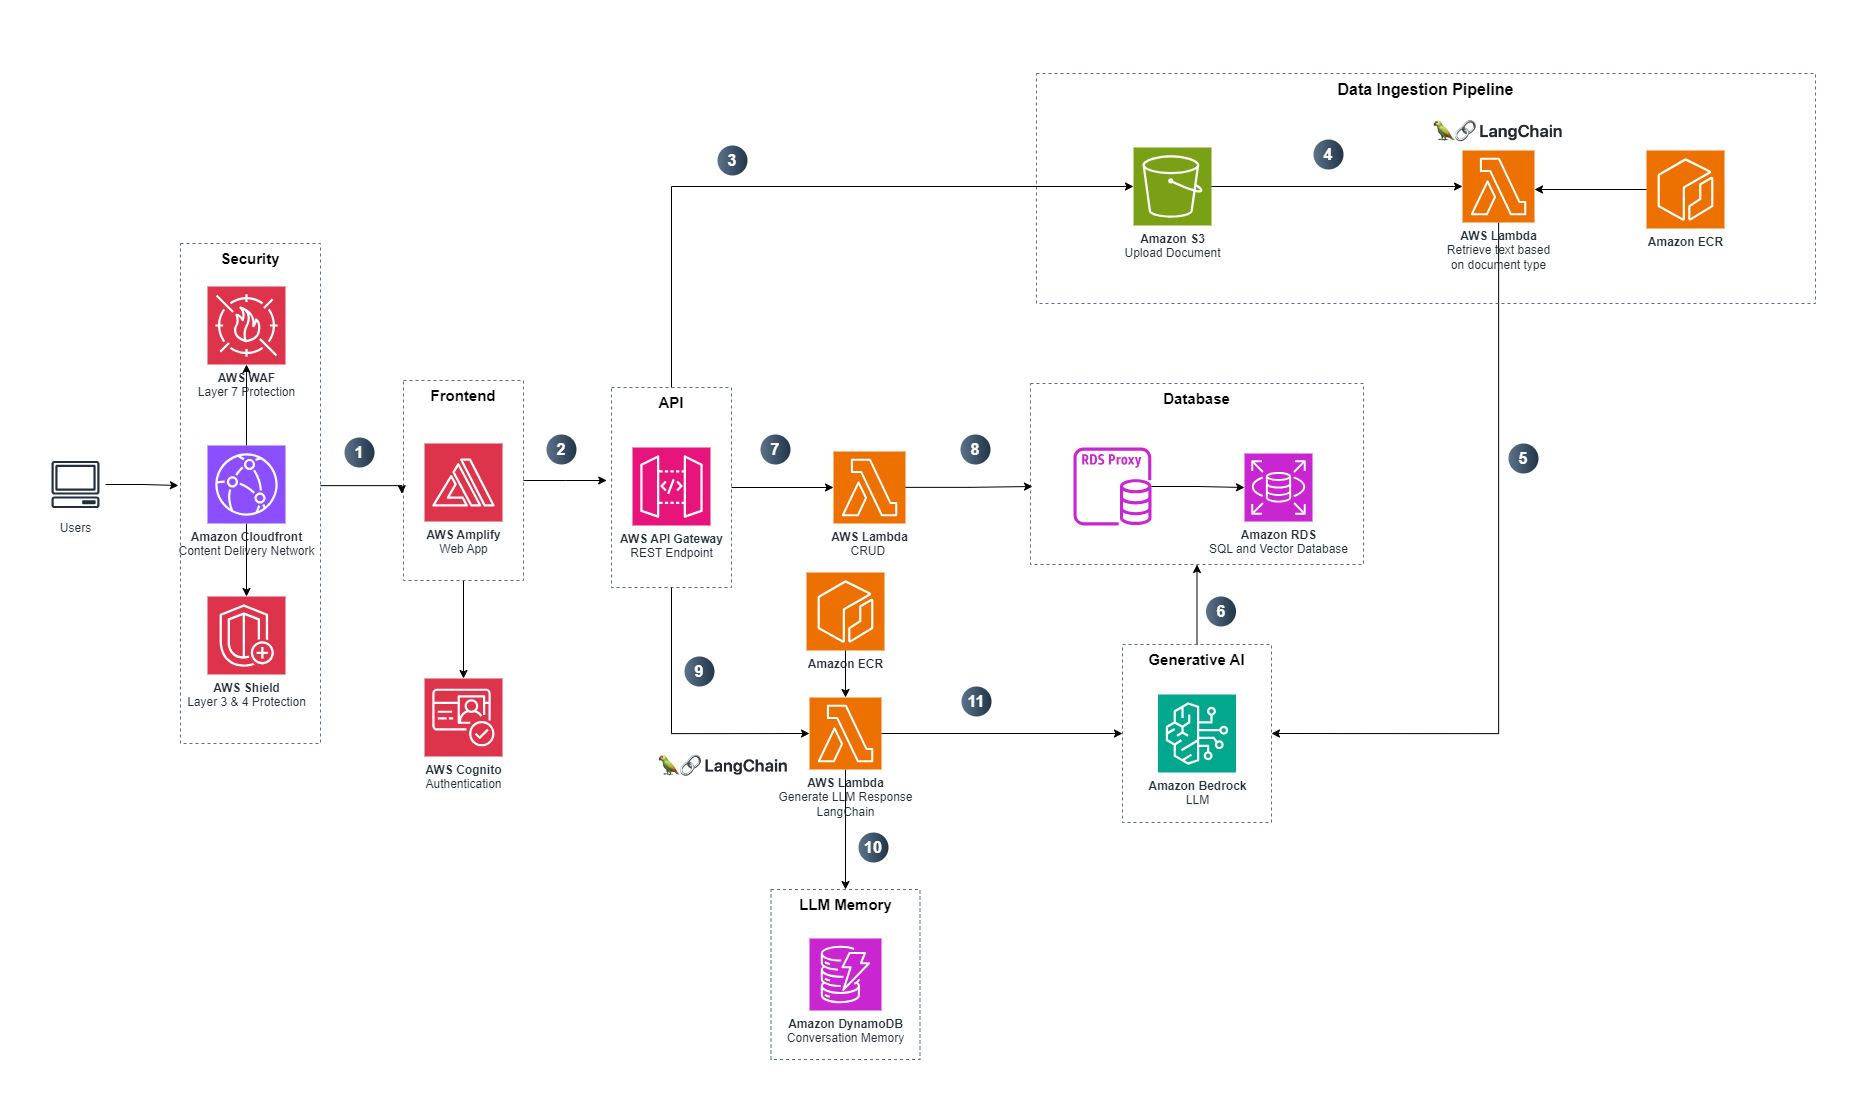 Data Ingestion Pipeline
LangChain
3
4
Amazon S3
Upload Document
AWS Lambda
Retrieve text based
on document type
Amazon ECR
Security
AWS WAF
Layer 7 Protection
Users
Amazon Cloudfront
Content Delivery Network
AWS Shield
Layer 3 & 4 Protection
1
Frontend
AWS Amplify
Web App
AWS Cognito
Authentication
2
API
AWS API Gateway
REST Endpoint
7
AWS Lambda
CRUD
8
Database
RDS Proxy
Amazon RDS
SQL and Vector Database
5
6
Amazon ECR
9
LangChain
AWS Lambda
Generate LLM Response
LangChain
11
Generative AI
Amazon Bedrock
LLM
10
LLM Memory
Amazon DynamoDB
Conversation Memory